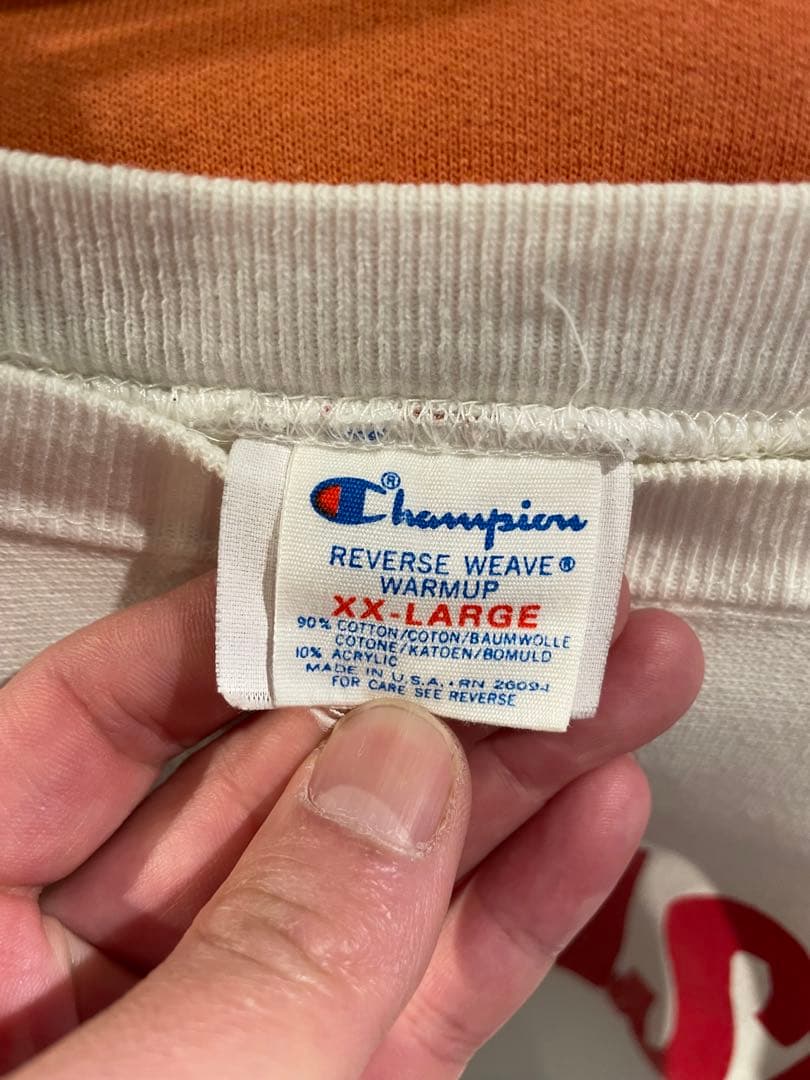 Champion®
REVERSE WEAVE®
WARMUP
XX-LARGE
90% COTTON/COTON/BAUMWOLLE
COTONE/KATOEN/BOMULD
10% ACRYLIC
MADE IN U.S.A. • RN 26094
FOR CARE SEE REVERSE